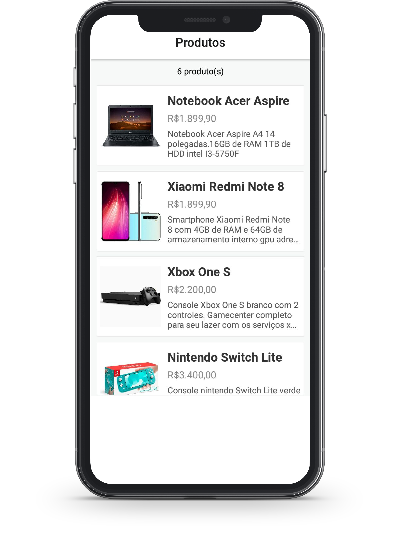 Produtos
6 produto(s)
Notebook Acer Aspire
R$1.899,90
Notebook Acer Aspire A4 14
polegadas.16GB de RAM 1TB de
HDD intel I3-5750F
Xiaomi Redmi Note 8
R$1.899,90
Smartphone Xiaomi Redmi Note
8 com 4GB de RAM e 64GB de
armazenamento interno gpu adre...
Xbox One S
R$2.200,00
Console Xbox One S branco com 2
controles. Gamecenter completo
para seu lazer com os serviços x...
Nintendo Switch Lite
R$3.400,00
Console nintendo Switch Lite verde